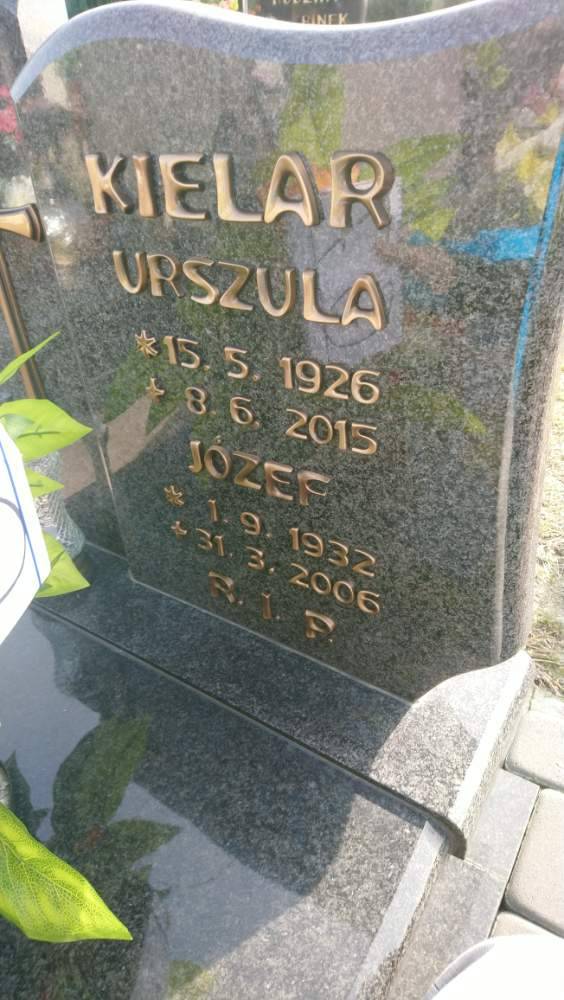 KIELAR
URSZULA
*15. 5. 1926
+ 8. 6. 2015
JÓZEF
* 1. 9. 1932
+31. 3. 2006
R. I. P.